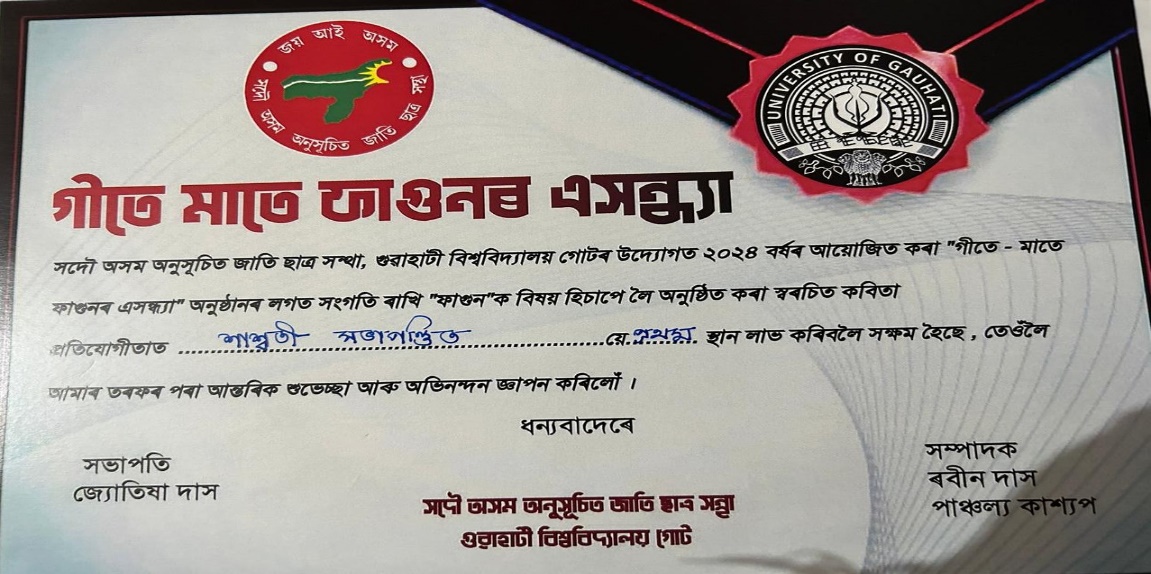 জয় আই অসম
সদৌ অসম অনুসূচিত জাতি ছাত্ৰ সন্থা
UNIVERSITY OF GAUHATI
গীতে মাতে ফাগুনৰ এসন্ধ্যা
সদৌ অসম অনুসূচিত জাতি ছাত্ৰ সন্থা, গুৱাহাটী বিশ্ববিদ্যালয় গোটৰ উদ্যোগত ২০২৪ বৰ্ষৰ আয়োজিত কৰা "গীতে - মাতে
ফাগুনৰ এসন্ধ্যা" অনুষ্ঠানৰ লগত সংগতি ৰাখি "ফাগুন"ক বিষয় হিচাপে লৈ অনুষ্ঠিত কৰা স্বৰচিত কবিতা
প্ৰতিযোগীতাত শাশ্বতী সভাপণ্ডিত য়ে প্ৰথম স্থান লাভ কৰিবলৈ সক্ষম হৈছে , তেওঁলৈ
আমাৰ তৰফৰ পৰা আন্তৰিক শুভেচ্ছা আৰু অভিনন্দন জ্ঞাপন কৰিলোঁ ।
ধন্যবাদেৰে
সভাপতি
জ্যোতিষা দাস
সম্পাদক
ৰবীন দাস
পাঞ্চল্য কাশ্যপ
সদৌ অসম অনুসূচিত জাতি ছাত্ৰ সন্থা
গুৱাহাটী বিশ্ববিদ্যালয় গোট